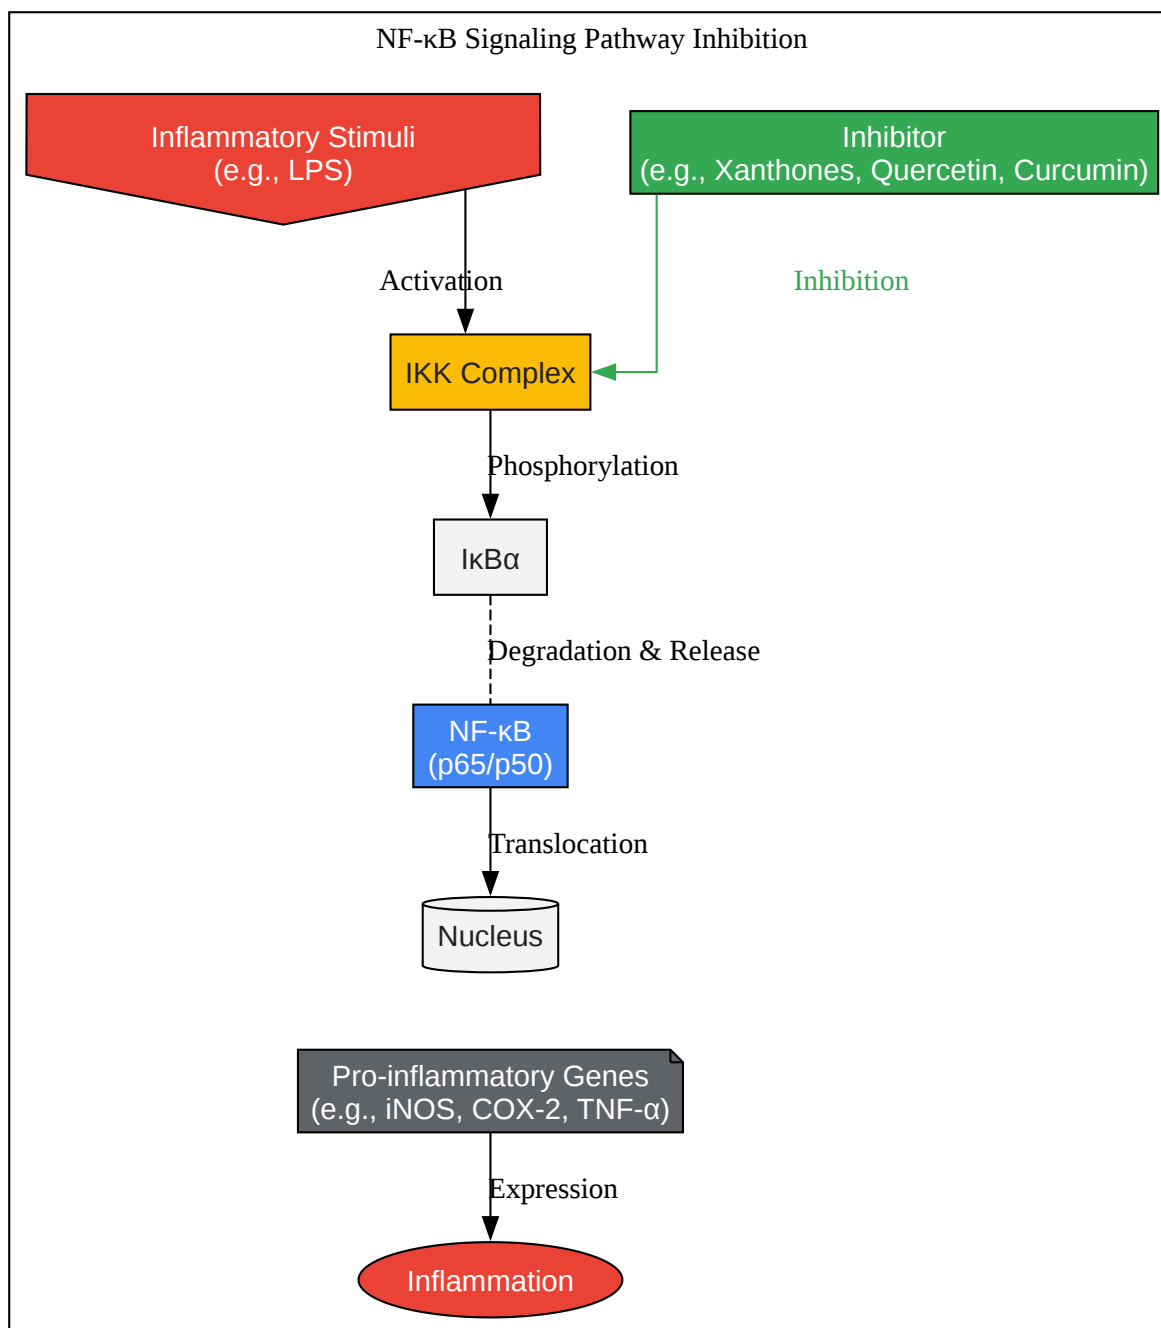 NF-κB Signaling Pathway Inhibition
Inflammatory Stimuli
(e.g., LPS)
Inhibitor
(e.g., Xanthones, Quercetin, Curcumin)
Activation
Inhibition
IKK Complex
Phosphorylation
IκBα
Degradation & Release
NF-κB
(p65/p50)
Translocation
Nucleus
Pro-inflammatory Genes
(e.g., iNOS, COX-2, TNF-α)
Expression
Inflammation